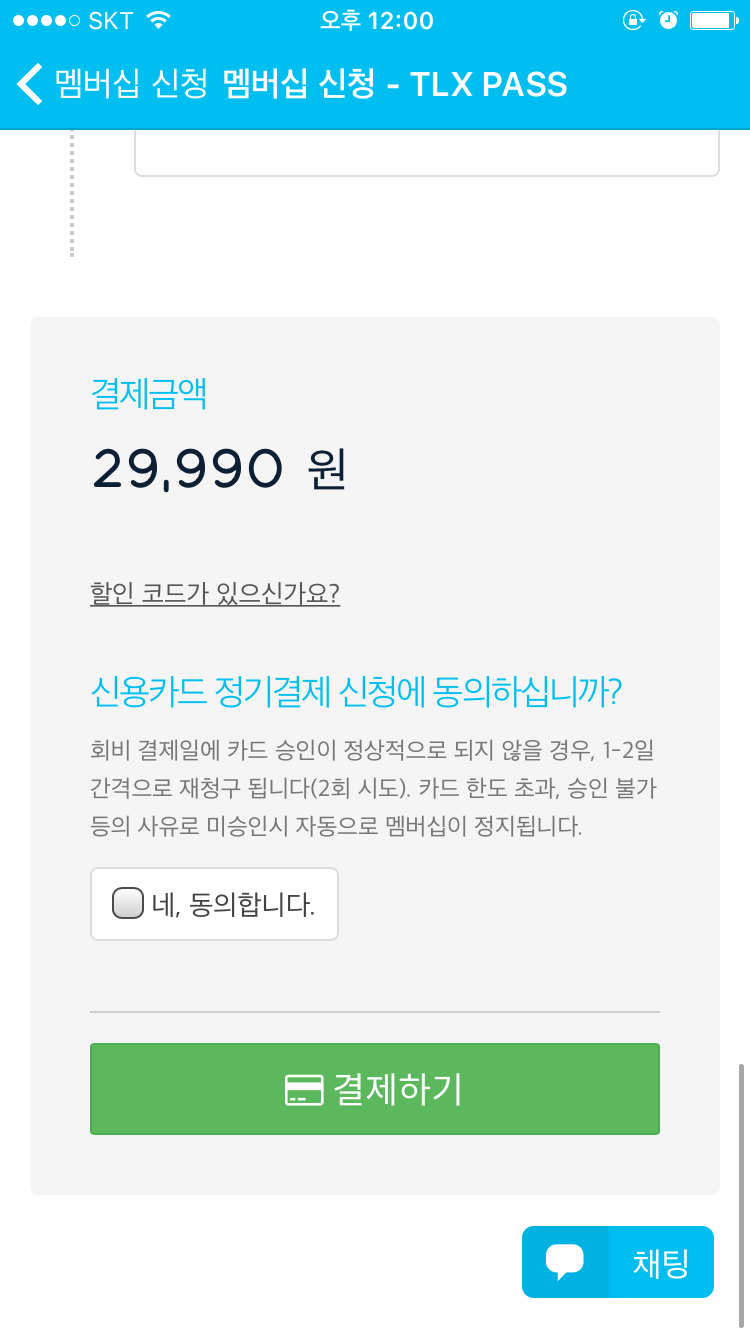 SKT 오후 12:00
멤버십 신청 멤버십 신청 - TLX PASS
결제금액
29,990 원
할인 코드가 있으신가요?
신용카드 정기결제 신청에 동의하십니까?
회비 결제일에 카드 승인이 정상적으로 되지 않을 경우, 1-2일
간격으로 재청구 됩니다(2회 시도). 카드 한도 초과, 승인 불가
등의 사유로 미승인시 자동으로 멤버십이 정지됩니다.
네, 동의합니다.
결제하기
채팅